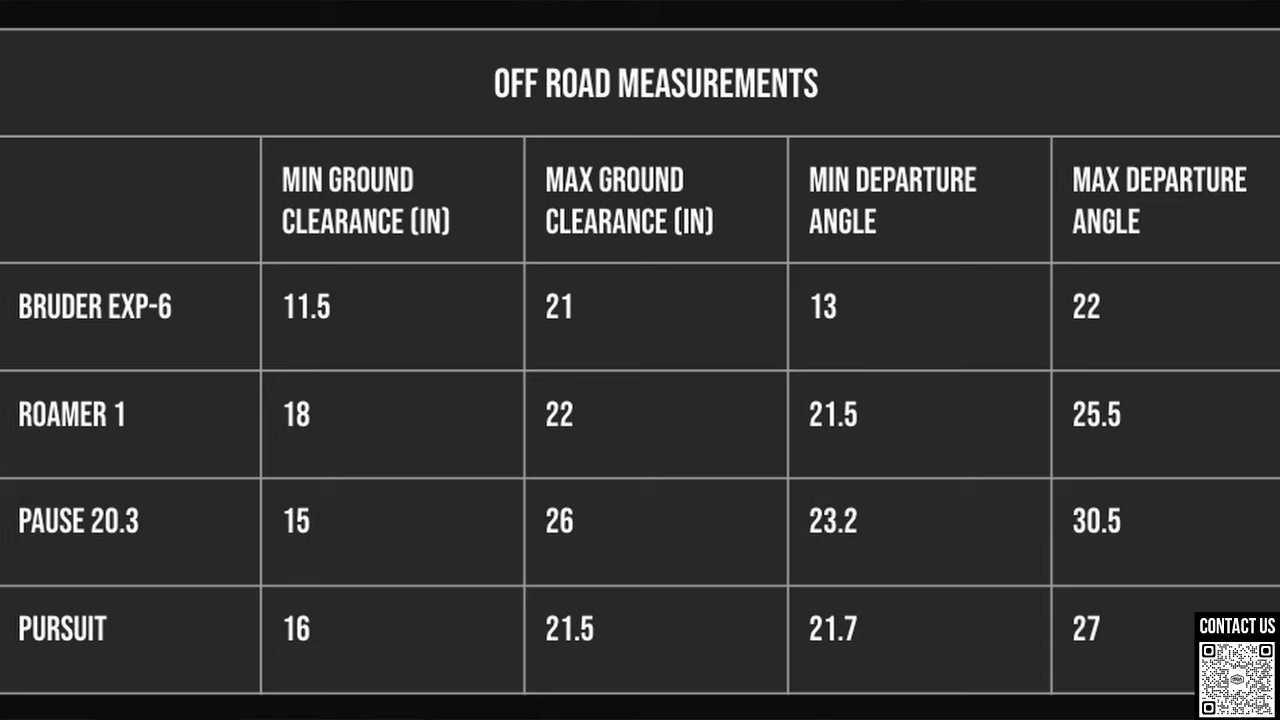 OFF ROAD MEASUREMENTS
MIN GROUND
CLEARANCE (IN)
MAX GROUND
CLEARANCE (IN)
MIN DEPARTURE
ANGLE
MAX DEPARTURE
ANGLE
BRUDER EXP-6 11.5 21 13 22
ROAMER 1 18 22 21.5 25.5
PAUSE 20.3 15 26 23.2 30.5
PURSUIT 16 21.5 21.7 27
CONTACT US